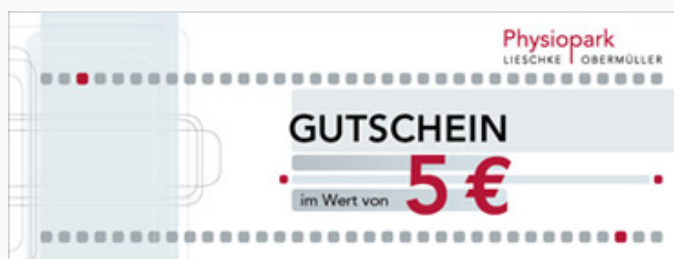 Physiopark
LIESCHKE OBERMÜLLER
GUTSCHEIN
im Wert von 5 €